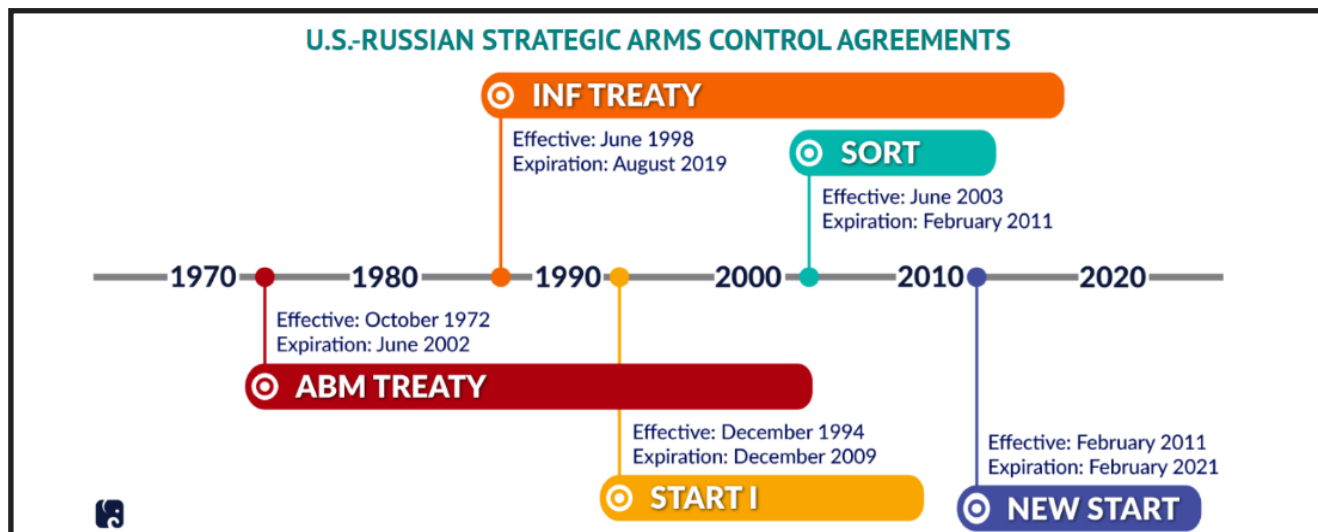 U.S.-RUSSIAN STRATEGIC ARMS CONTROL AGREEMENTS
INF TREATY
Effective: June 1998
Expiration: August 2019
SORT
Effective: June 2003
Expiration: February 2011
1970 1980 1990 2000 2010 2020
Effective: October 1972
Expiration: June 2002
ABM TREATY
Effective: December 1994
Expiration: December 2009
START I
Effective: February 2011
Expiration: February 2021
NEW START